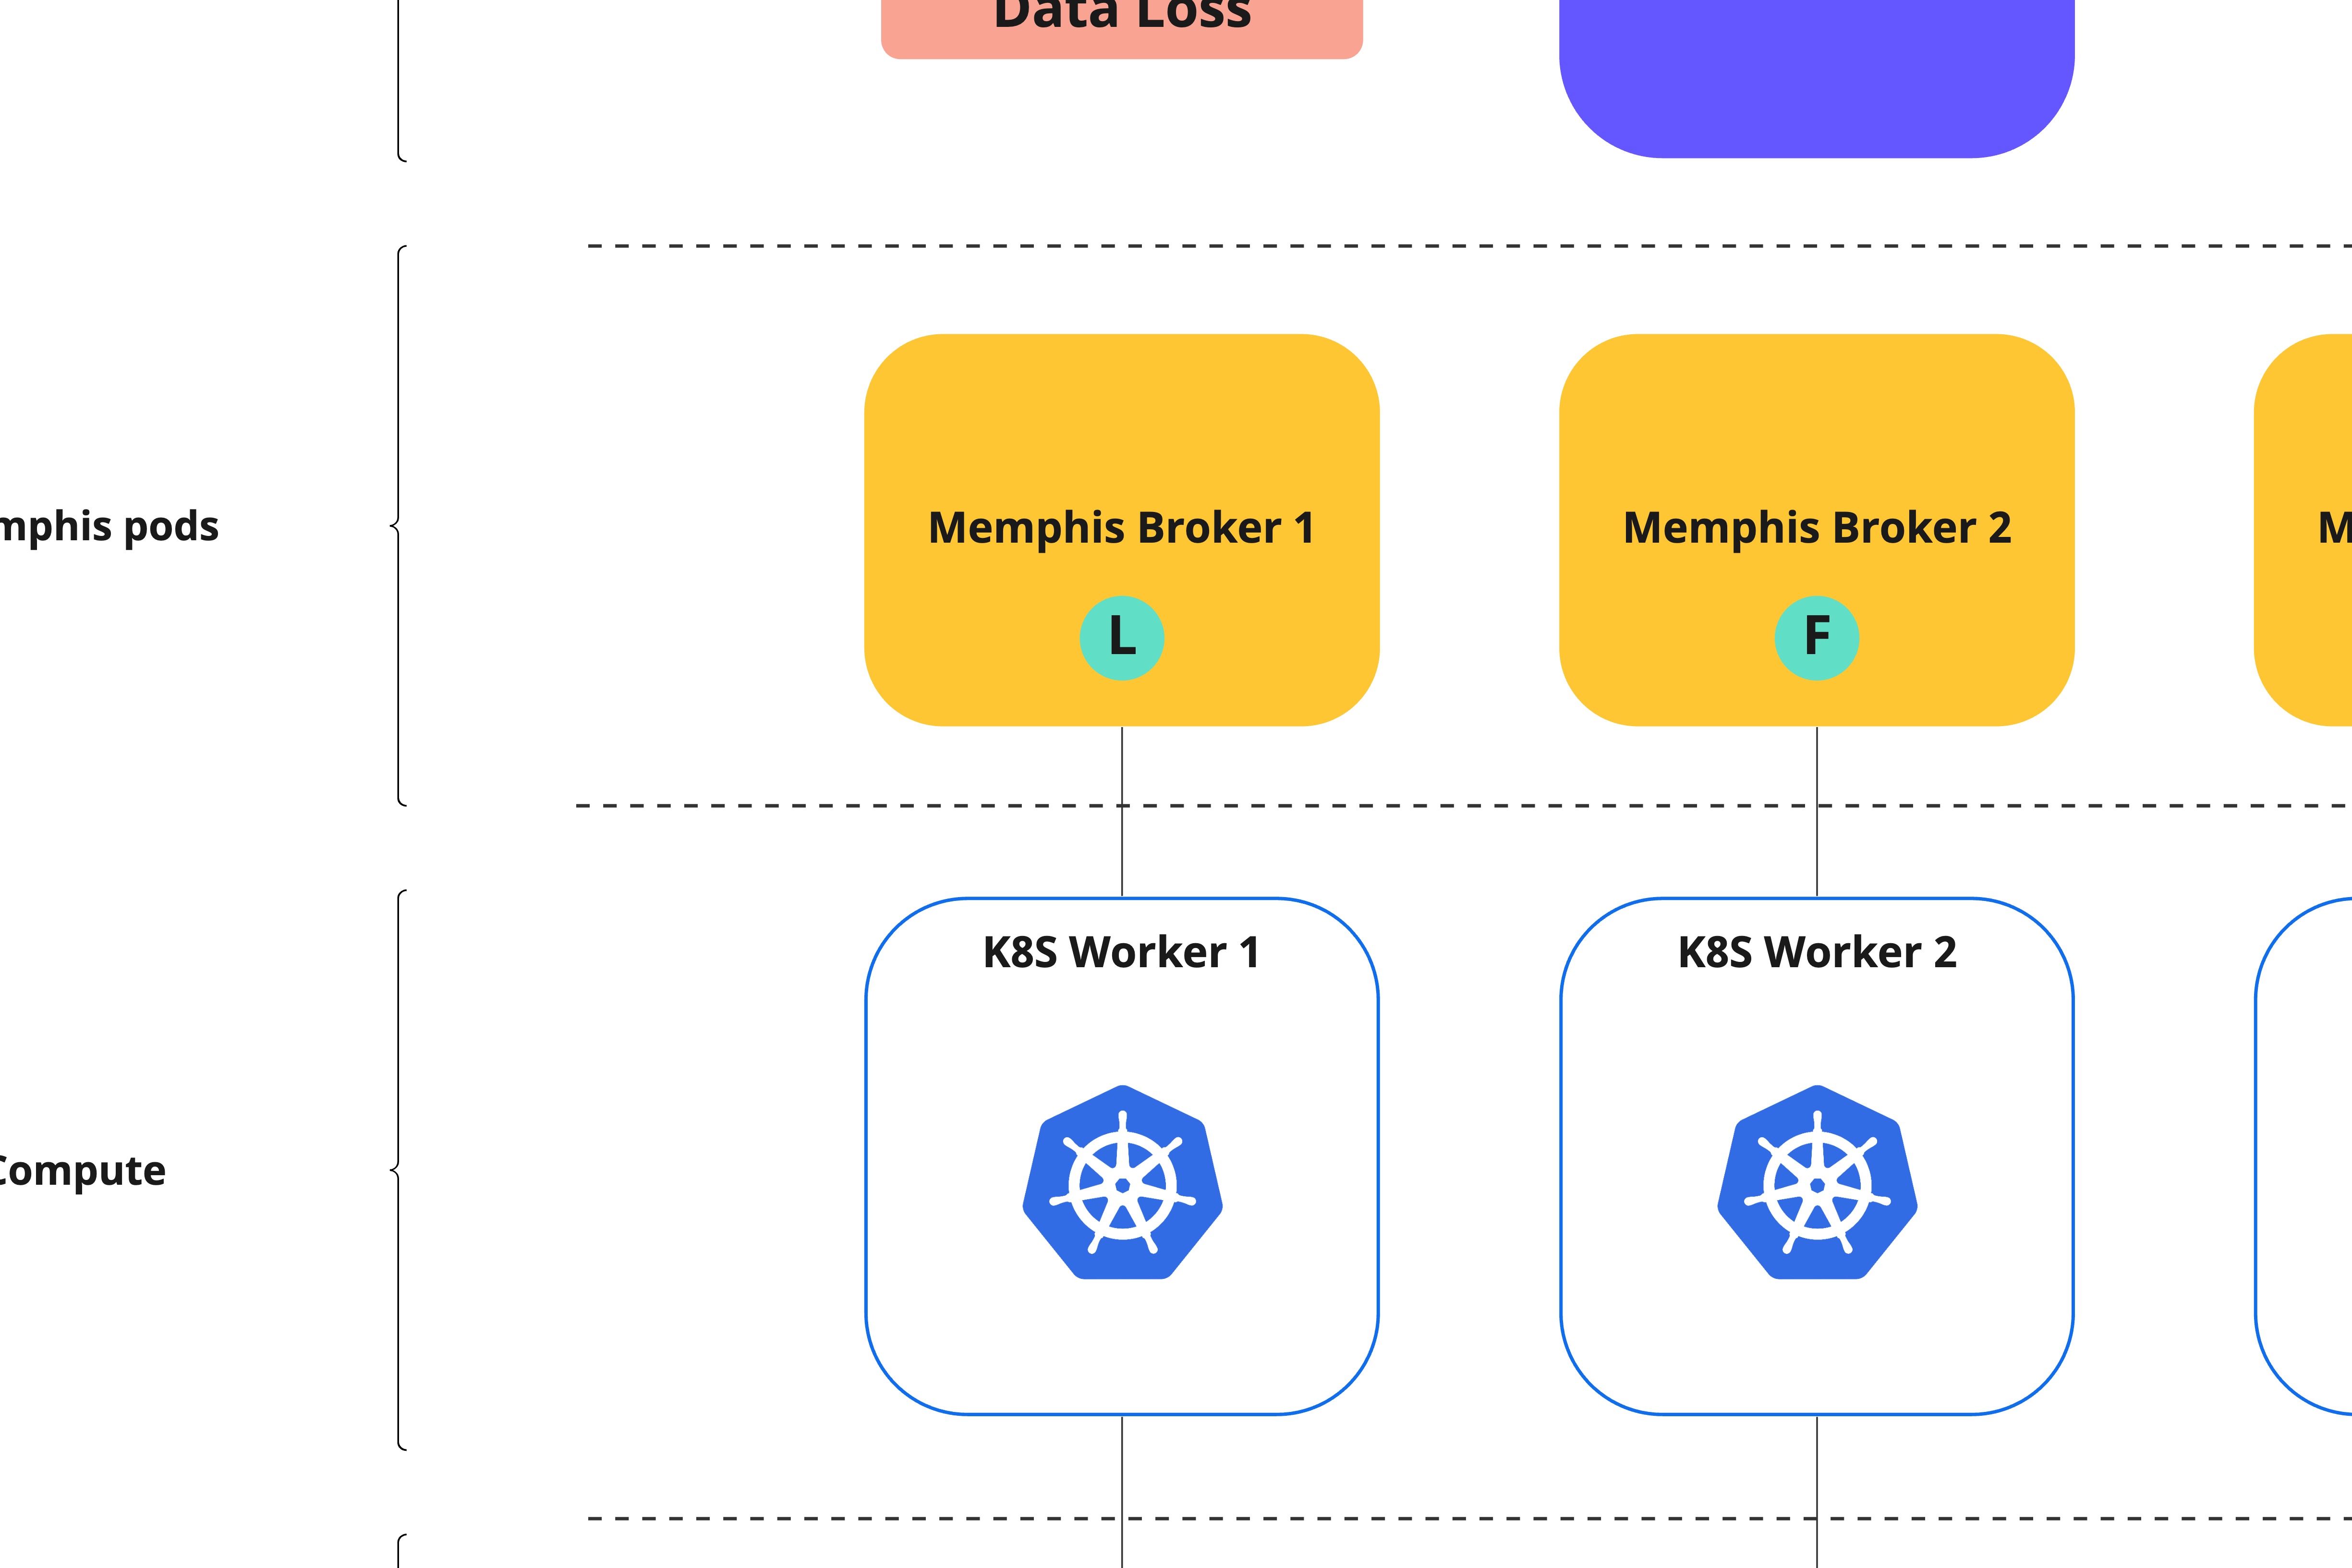 Data Loss
mphis pods
Memphis Broker 1
Memphis Broker 2
M
L
F
K8S Worker 1
K8S Worker 2
Compute